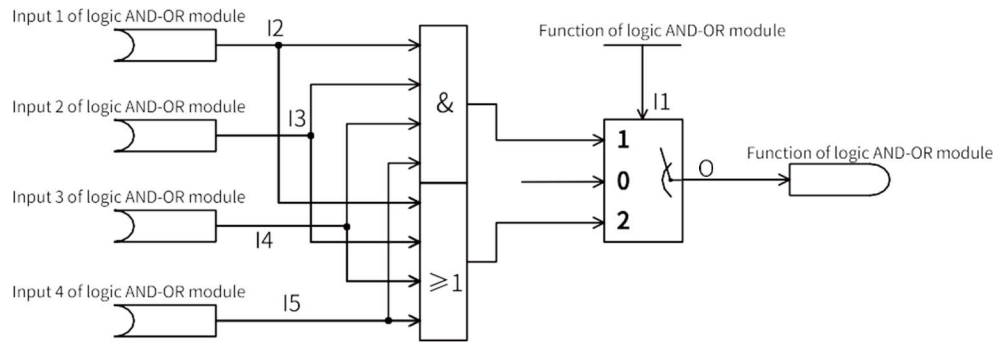 Input 1 of logic AND-OR module
I2
Function of logic AND-OR module
Input 2 of logic AND-OR module
I3
&
I1
1
Function of logic AND-OR module
O
0
Input 3 of logic AND-OR module
2
I4
≥1
Input 4 of logic AND-OR module
I5